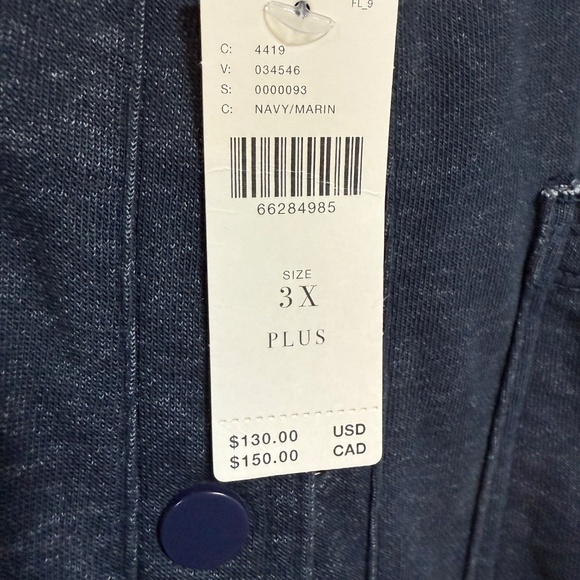 FL_9
C: 4419
V: 034546
S: 0000093
C: NAVY/MARIN
66284985
SIZE
3X
PLUS
$130.00 USD
$150.00 CAD